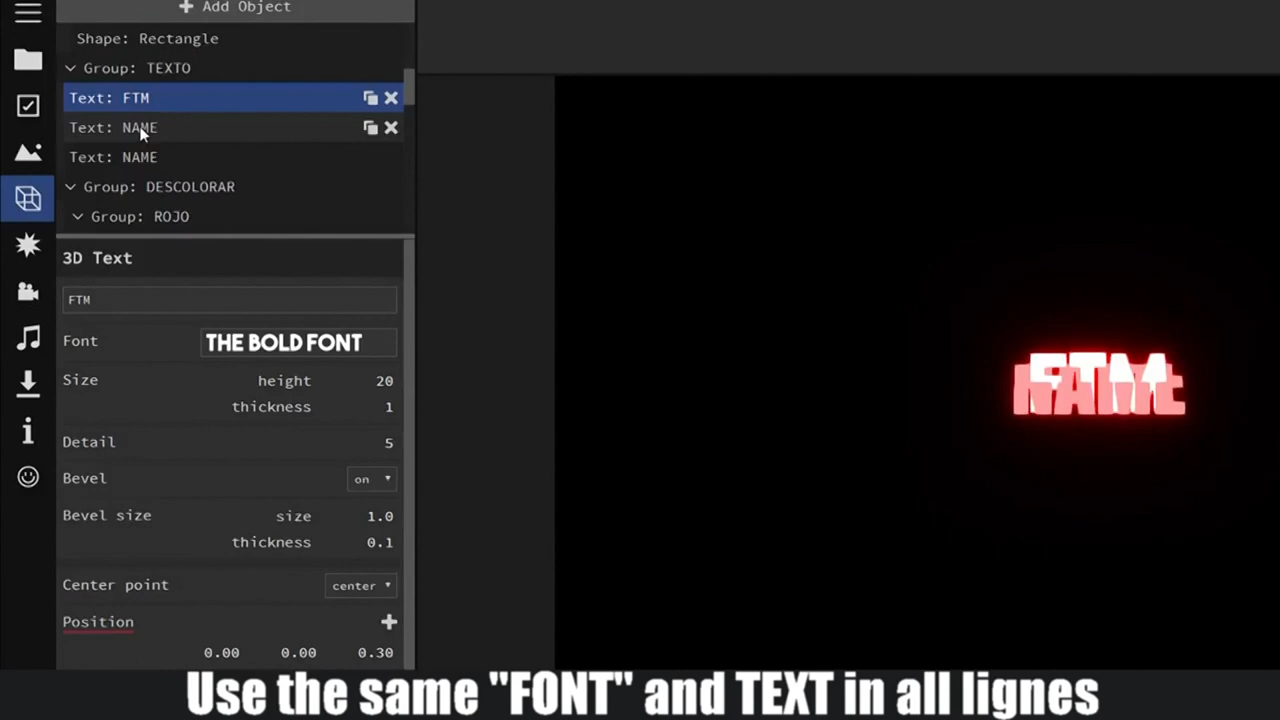 Add Object
Shape: Rectangle
Group: TEXTO
Text: FTM
Text: NAME
Text: NAME
Group: DESCOLORAR
Group: ROJO
3D Text
FTM
Font THE BOLD FONT
Size height 20
thickness 1
Detail 5
Bevel on
Bevel size size 1.0
thickness 0.1
Center point center
Position
0.00 0.00 0.30
FTM
NAME
Use the same "FONT" and TEXT in all lignes